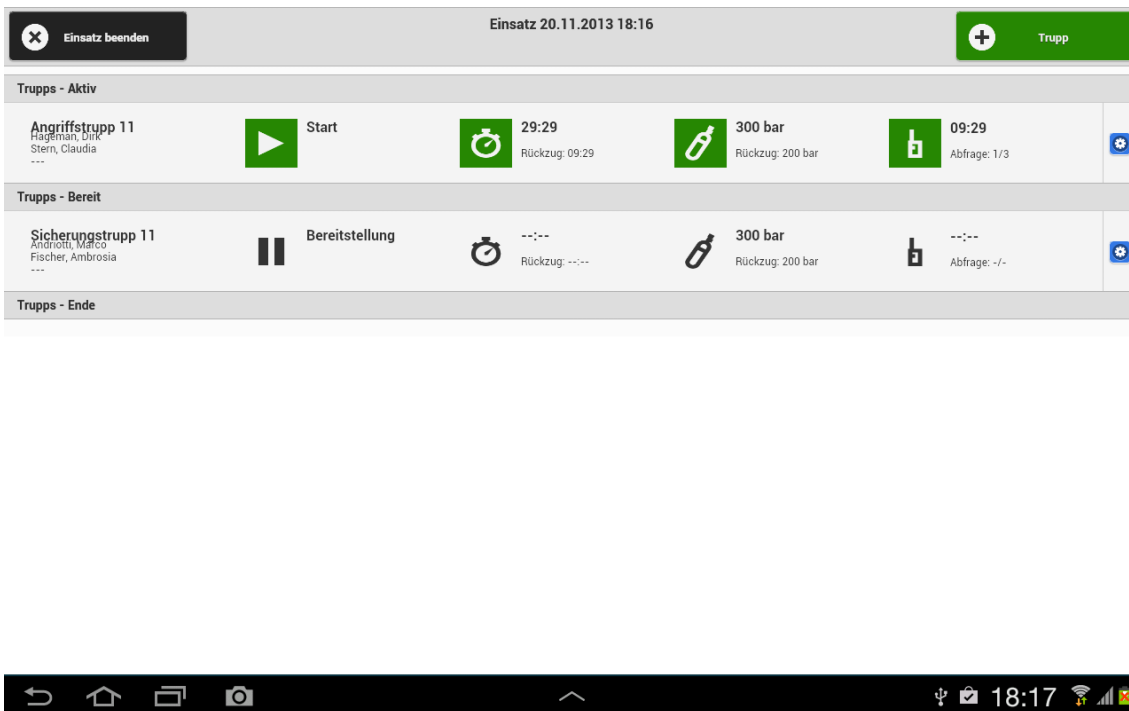 Einsatz beenden
Einsatz 20.11.2013 18:16
Trupp
Trupps - Aktiv
Angriffstrupp 11
Hageman, Dirk
Stern, Claudia
---
Start
29:29
Rückzug: 09:29
300 bar
Rückzug: 200 bar
09:29
Abfrage: 1/3
Trupps - Bereit
Sicherungstrupp 11
Andriotti, Marco
Fischer, Ambrosia
---
Bereitstellung
--:--
Rückzug: --:--
300 bar
Rückzug: 200 bar
--:--
Abfrage: -/-
Trupps - Ende
18:17